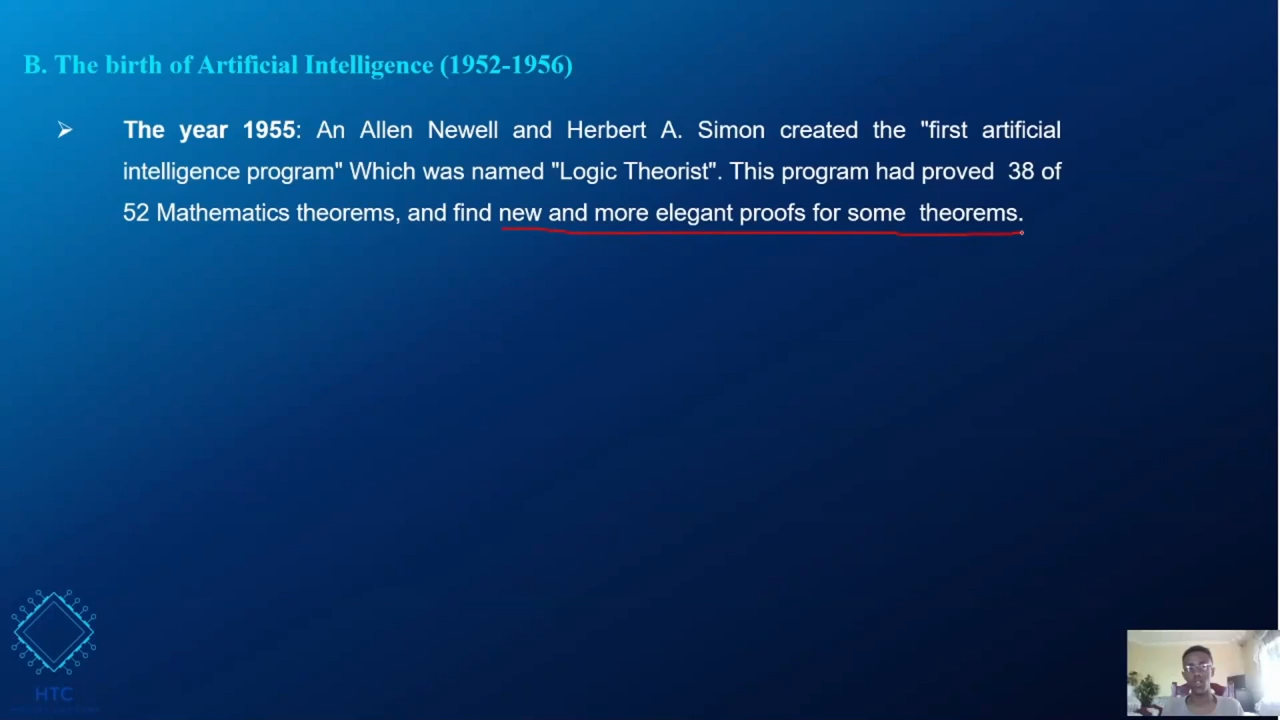 B. The birth of Artificial Intelligence (1952-1956)
The year 1955: An Allen Newell and Herbert A. Simon created the "first artificial
intelligence program" Which was named "Logic Theorist". This program had proved 38 of
52 Mathematics theorems, and find new and more elegant proofs for some theorems.
HTC